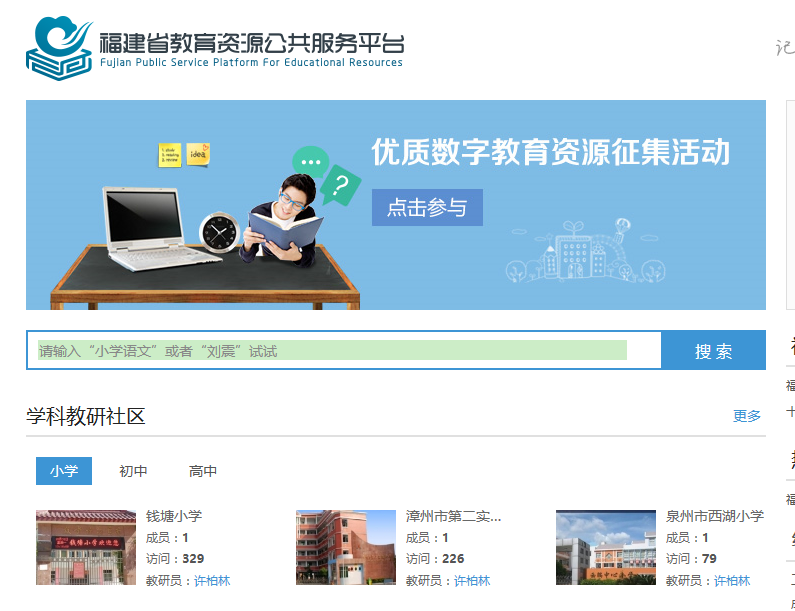 福建省教育资源公共服务平台
Fujian Public Service Platform For Educational Resources
记
idea
?
优质数字教育资源征集活动
点击参与
请输入“小学语文”或者“刘震”试试
搜 索
学科教研社区
更多
小学
初中
高中
钱塘小学
成员：1
访问：329
教研员：许柏林
漳州市第二实...
成员：1
访问：226
教研员：许柏林
泉州市西湖小学
成员：1
访问：79
教研员：许柏林